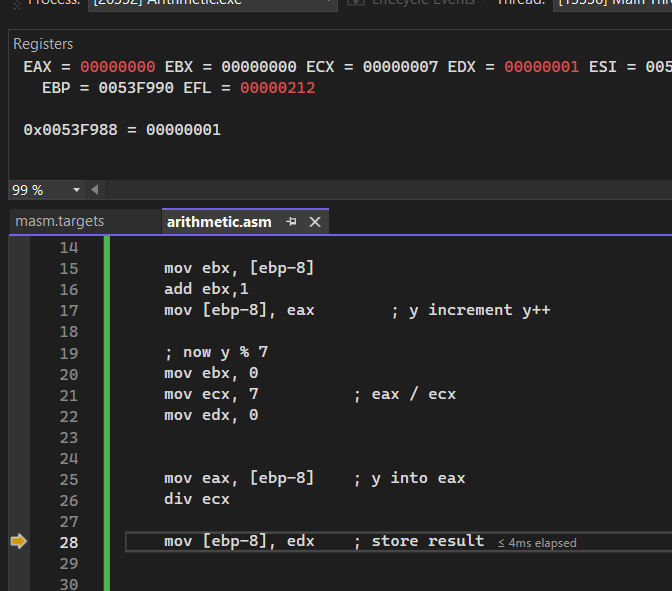 Process: [20552] Arithmetic.exe Lifecycle Events Thread:
Registers
EAX = 00000000 EBX = 00000000 ECX = 00000007 EDX = 00000001 ESI = 005
EBP = 0053F990 EFL = 00000212
0x0053F988 = 00000001
99 %
masm.targets arithmetic.asm
14
15 mov ebx, [ebp-8]
16 add ebx,1
17 mov [ebp-8], eax ; y increment y++
18
19 ; now y % 7
20 mov ebx, 0
21 mov ecx, 7 ; eax / ecx
22 mov edx, 0
23
24
25 mov eax, [ebp-8] ; y into eax
26 div ecx
27
28 mov [ebp-8], edx ; store result ≤ 4ms elapsed
29
30